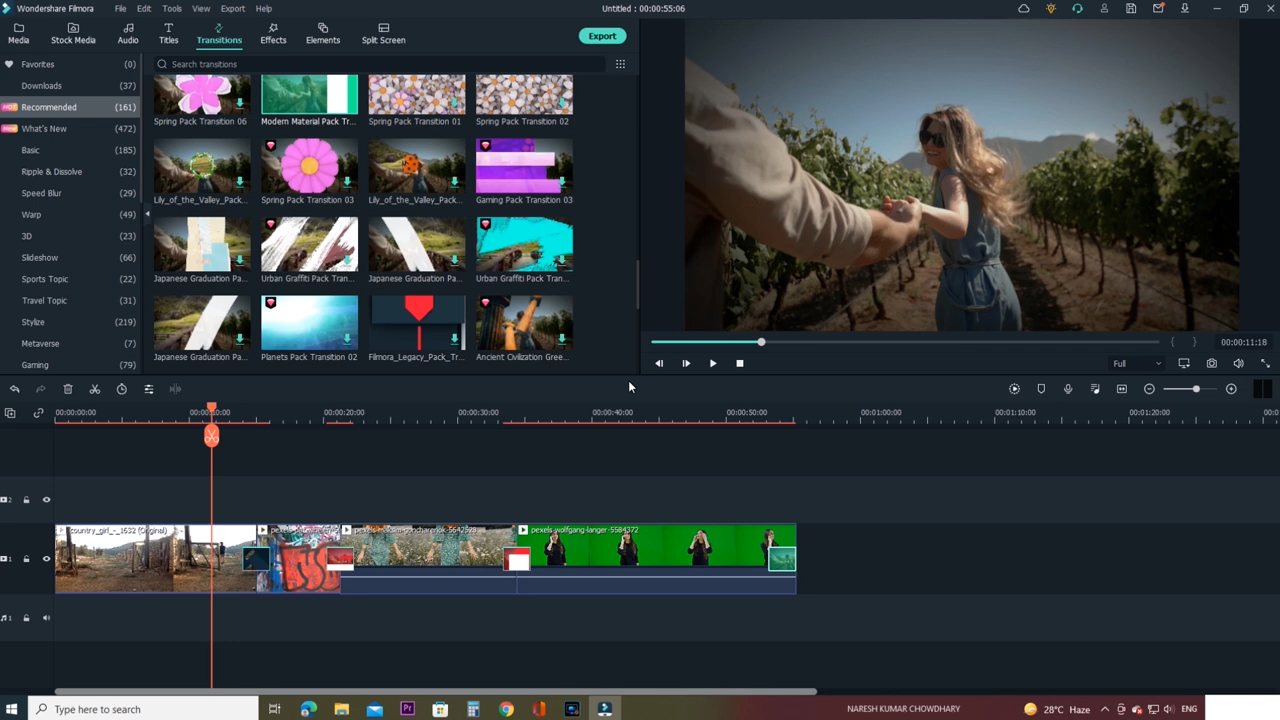 Wondershare Filmora
File
Edit
Tools
View
Export
Help
Untitled : 00:00:55:06
Media
Stock Media
Audio
Titles
Transitions
Effects
Elements
Split Screen
Export
Favorites (0)
Downloads (37)
HOT Recommended (161)
New What's New (472)
Basic (185)
Ripple & Dissolve (32)
Speed Blur (29)
Warp (49)
3D (23)
Slideshow (66)
Sports Topic (22)
Travel Topic (31)
Stylize (219)
Metaverse (7)
Gaming (79)
Search transitions
Spring Pack Transition 06
Modern Material Pack Tr...
Spring Pack Transition 01
Spring Pack Transition 02
Lily_of_the_Valley_Pack...
Spring Pack Transition 03
Lily_of_the_Valley_Pack...
Gaming Pack Transition 03
Japanese Graduation Pa...
Urban Graffiti Pack Tran...
Japanese Graduation Pa...
Urban Graffiti Pack Tran...
Japanese Graduation Pa...
Planets Pack Transition 02
Filmora_Legacy_Pack_Tr...
Ancient Civilization Gree...
00:00:11:18
Full
00:00:00:00
00:00:20:00
00:00:30:00
00:00:40:00
00:00:50:00
00:01:00:00
00:01:10:00
00:01:20:00
2
country_girl_-_1532 (Original)
pexels-wolfgang-langer-5584372
1
1
Type here to search
Pr
NARESH KUMAR CHOWDHARY
28°C Haze
ENG